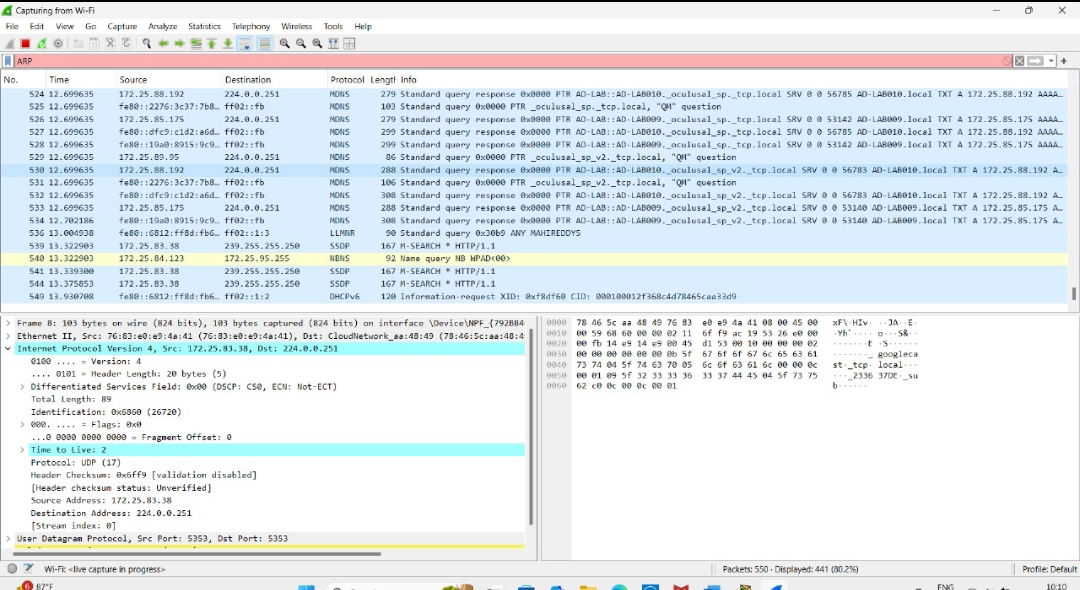 Capturing from Wi-Fi
File Edit View Go Capture Analyze Statistics Telephony Wireless Tools Help
ARP
No. Time Source Destination Protocol Length Info
524 12.699635 172.25.88.192 224.0.0.251 MDNS 279 Standard query response 0x0000 PTR AD-LAB::AD-LAB010._oculusal_sp._tcp.local SRV 0 0 56785 AD-LAB010.local TXT A 172.25.88.192 AAAA…
525 12.699635 fe80::2276:3c37:7b8… ff02::fb MDNS 103 Standard query 0x0000 PTR _oculusal_sp._tcp.local, "QM" question
526 12.699635 172.25.85.175 224.0.0.251 MDNS 279 Standard query response 0x0000 PTR AD-LAB::AD-LAB009._oculusal_sp._tcp.local SRV 0 0 53142 AD-LAB009.local TXT A 172.25.85.175 AAAA…
527 12.699635 fe80::dfc9:c1d2:a6d… ff02::fb MDNS 299 Standard query response 0x0000 PTR AD-LAB::AD-LAB010._oculusal_sp._tcp.local SRV 0 0 56785 AD-LAB010.local TXT A 172.25.88.192 AAAA…
528 12.699635 fe80::19a0:8915:9c9… ff02::fb MDNS 299 Standard query response 0x0000 PTR AD-LAB::AD-LAB009._oculusal_sp._tcp.local SRV 0 0 53142 AD-LAB009.local TXT A 172.25.85.175 AAAA…
529 12.699635 172.25.89.95 224.0.0.251 MDNS 86 Standard query 0x0000 PTR _oculusal_sp_v2._tcp.local, "QM" question
530 12.699635 172.25.88.192 224.0.0.251 MDNS 288 Standard query response 0x0000 PTR AD-LAB::AD-LAB010._oculusal_sp_v2._tcp.local SRV 0 0 56783 AD-LAB010.local TXT A 172.25.88.192 A…
531 12.699635 fe80::2276:3c37:7b8… ff02::fb MDNS 106 Standard query 0x0000 PTR _oculusal_sp_v2._tcp.local, "QM" question
532 12.699635 fe80::dfc9:c1d2:a6d… ff02::fb MDNS 308 Standard query response 0x0000 PTR AD-LAB::AD-LAB010._oculusal_sp_v2._tcp.local SRV 0 0 56783 AD-LAB010.local TXT A 172.25.88.192 A…
533 12.699635 172.25.85.175 224.0.0.251 MDNS 288 Standard query response 0x0000 PTR AD-LAB::AD-LAB009._oculusal_sp_v2._tcp.local SRV 0 0 53140 AD-LAB009.local TXT A 172.25.85.175 A…
534 12.702186 fe80::19a0:8915:9c9… ff02::fb MDNS 308 Standard query response 0x0000 PTR AD-LAB::AD-LAB009._oculusal_sp_v2._tcp.local SRV 0 0 53140 AD-LAB009.local TXT A 172.25.85.175 A…
536 13.004938 fe80::6812:ff8d:fb6… ff02::1:3 LLMNR 90 Standard query 0x30b9 ANY MAHIREDDY5
539 13.322903 172.25.83.38 239.255.255.250 SSDP 167 M-SEARCH * HTTP/1.1
540 13.322903 172.25.84.123 172.25.95.255 NBNS 92 Name query NB WPAD<00>
541 13.339300 172.25.83.38 239.255.255.250 SSDP 167 M-SEARCH * HTTP/1.1
544 13.375853 172.25.83.38 239.255.255.250 SSDP 167 M-SEARCH * HTTP/1.1
549 13.930708 fe80::6812:ff8d:fb6… ff02::1:2 DHCPv6 120 Information-request XID: 0xf8df60 CID: 000100012f368c4d78465caa33d9
Frame 8: 103 bytes on wire (824 bits), 103 bytes captured (824 bits) on interface \Device\NPF_{792B84
Ethernet II, Src: 76:83:e0:e9:4a:41 (76:83:e0:e9:4a:41), Dst: CloudNetwork_aa:48:49 (78:46:5c:aa:48:4
Internet Protocol Version 4, Src: 172.25.83.38, Dst: 224.0.0.251
0100 .... = Version: 4
.... 0101 = Header Length: 20 bytes (5)
Differentiated Services Field: 0x00 (DSCP: CS0, ECN: Not-ECT)
Total Length: 89
Identification: 0x6860 (26720)
000. .... = Flags: 0x0
...0 0000 0000 0000 = Fragment Offset: 0
Time to Live: 2
Protocol: UDP (17)
Header Checksum: 0x6ff9 [validation disabled]
[Header checksum status: Unverified]
Source Address: 172.25.83.38
Destination Address: 224.0.0.251
[Stream index: 0]
User Datagram Protocol, Src Port: 5353, Dst Port: 5353
0000 78 46 5c aa 48 49 76 83 e0 e9 4a 41 08 00 45 00 xF\·HIv· ··JA··E·
0010 00 59 68 60 00 00 02 11 6f f9 ac 19 53 26 e0 00 ·Yh`···· o···S&··
0020 00 fb 14 e9 14 e9 00 45 d1 53 00 10 00 00 00 02 ·······E ·S······
0030 00 00 00 00 00 00 0b 5f 67 6f 6f 67 6c 65 63 61 ·······_ googleca
0040 73 74 04 5f 74 63 70 05 6c 6f 63 61 6c 00 00 0c st·_tcp· local···
0050 00 01 09 5f 32 33 33 36 33 37 44 45 04 5f 73 75 ···_2336 37DE·_su
0060 62 c0 0c 00 0c 00 01 b······
Wi-Fi: <live capture in progress> Packets: 550 · Displayed: 441 (80.2%) Profile: Default
6 87°F ENG 10:10